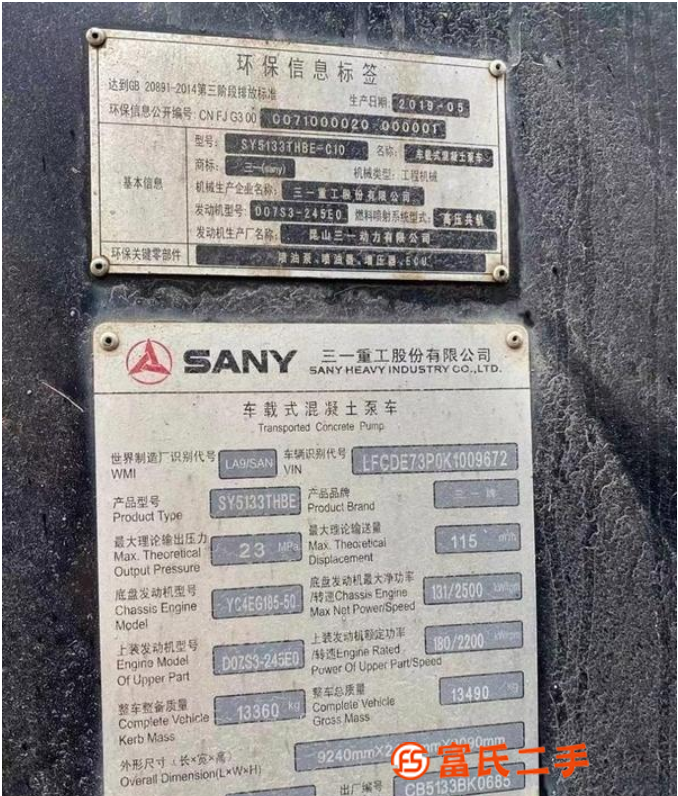 环保信息标签
达到GB 20891-2014第三阶段排放标准
生产日期: 2019-05
环保信息公开编号: CN FJ G3 00 0071000020 000001
基本信息
型号: SY5133THBE-C10 名称: 车载式混凝土泵车
商标: 三一(sany) 机械类型: 工程机械
机械生产企业名称: 三一重工股份有限公司
发动机型号: D07S3-245E0 燃料喷射系统型式: 高压共轨
发动机生产厂名称: 昆山三一动力有限公司
环保关键零部件 喷油泵、喷油器、增压器、ECU
SANY 三一重工股份有限公司
SANY HEAVY INDUSTRY CO.,LTD.
车载式混凝土泵车
Transported Concrete Pump
世界制造厂识别代号 WMI LA9/SAN 车辆识别代号 VIN LFCDE73P0K1009672
产品型号 Product Type SY5133THBE 产品品牌 Product Brand 三一牌
最大理论输出压力 Max. Theoretical Output Pressure 23 MPa 最大理论输送量 Max. Theoretical Displacement 115 m³/h
底盘发动机型号 Chassis Engine Model YC4EG185-50 底盘发动机最大净功率/转速 Chassis Engine Max Net Power/Speed 131/2500 kW/rpm
上装发动机型号 Engine Model Of Upper Part D07S3-245E0 上装发动机额定功率/转速 Engine Rated Power Of Upper Part/Speed 180/2200 kW/rpm
整车整备质量 Complete Vehicle Kerb Mass 13360 kg 整车总质量 Complete Vehicle Gross Mass 13490 kg
外形尺寸(长×宽×高) Overall Dimension(L×W×H) 9240mm×2
出厂编号 CB5133BK0685
富氏二手